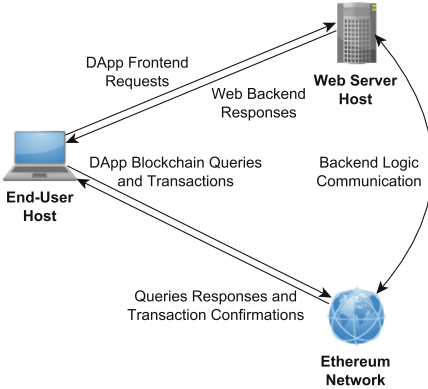 DApp Frontend
Requests
Web Backend
Responses
Web Server
Host
DApp Blockchain Queries
and Transactions
Backend Logic
Communication
End-User
Host
Queries Responses and
Transaction Confirmations
Ethereum
Network